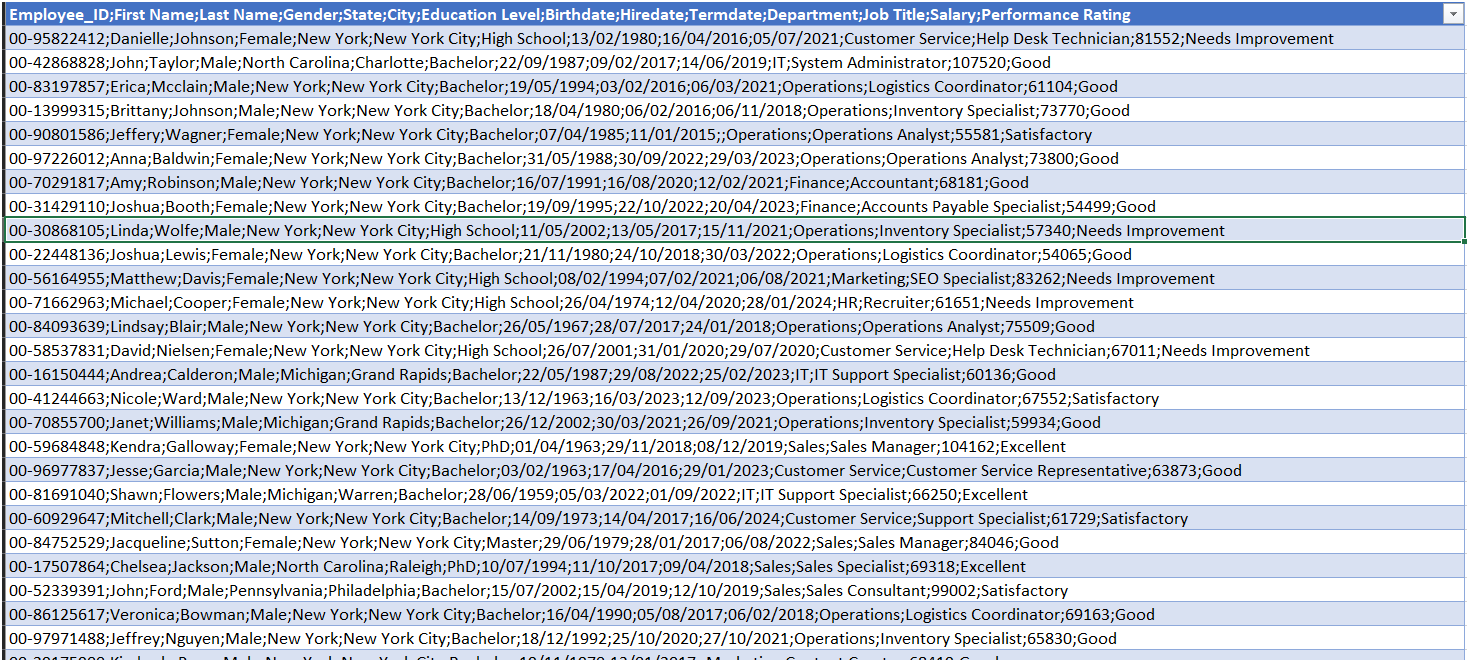 Employee_ID;First Name;Last Name;Gender;State;City;Education Level;Birthdate;Hiredate;Termdate;Department;Job Title;Salary;Performance Rating
00-95822412;Danielle;Johnson;Female;New York;New York City;High School;13/02/1980;16/04/2016;05/07/2021;Customer Service;Help Desk Technician;81552;Needs Improvement
00-42868828;John;Taylor;Male;North Carolina;Charlotte;Bachelor;22/09/1987;09/02/2017;14/06/2019;IT;System Administrator;107520;Good
00-83197857;Erica;Mcclain;Male;New York;New York City;Bachelor;19/05/1994;03/02/2016;06/03/2021;Operations;Logistics Coordinator;61104;Good
00-13999315;Brittany;Johnson;Male;New York;New York City;Bachelor;18/04/1980;06/02/2016;06/11/2018;Operations;Inventory Specialist;73770;Good
00-90801586;Jeffery;Wagner;Female;New York;New York City;Bachelor;07/04/1985;11/01/2015;;Operations;Operations Analyst;55581;Satisfactory
00-97226012;Anna;Baldwin;Female;New York;New York City;Bachelor;31/05/1988;30/09/2022;29/03/2023;Operations;Operations Analyst;73800;Good
00-70291817;Amy;Robinson;Male;New York;New York City;Bachelor;16/07/1991;16/08/2020;12/02/2021;Finance;Accountant;68181;Good
00-31429110;Joshua;Booth;Female;New York;New York City;Bachelor;19/09/1995;22/10/2022;20/04/2023;Finance;Accounts Payable Specialist;54499;Good
00-30868105;Linda;Wolfe;Male;New York;New York City;High School;11/05/2002;13/05/2017;15/11/2021;Operations;Inventory Specialist;57340;Needs Improvement
00-22448136;Joshua;Lewis;Female;New York;New York City;Bachelor;21/11/1980;24/10/2018;30/03/2022;Operations;Logistics Coordinator;54065;Good
00-56164955;Matthew;Davis;Female;New York;New York City;High School;08/02/1994;07/02/2021;06/08/2021;Marketing;SEO Specialist;83262;Needs Improvement
00-71662963;Michael;Cooper;Female;New York;New York City;High School;26/04/1974;12/04/2020;28/01/2024;HR;Recruiter;61651;Needs Improvement
00-84093639;Lindsay;Blair;Male;New York;New York City;Bachelor;26/05/1967;28/07/2017;24/01/2018;Operations;Operations Analyst;75509;Good
00-58537831;David;Nielsen;Female;New York;New York City;High School;26/07/2001;31/01/2020;29/07/2020;Customer Service;Help Desk Technician;67011;Needs Improvement
00-16150444;Andrea;Calderon;Male;Michigan;Grand Rapids;Bachelor;22/05/1987;29/08/2022;25/02/2023;IT;IT Support Specialist;60136;Good
00-41244663;Nicole;Ward;Male;New York;New York City;Bachelor;13/12/1963;16/03/2023;12/09/2023;Operations;Logistics Coordinator;67552;Satisfactory
00-70855700;Janet;Williams;Male;Michigan;Grand Rapids;Bachelor;26/12/2002;30/03/2021;26/09/2021;Operations;Inventory Specialist;59934;Good
00-59684848;Kendra;Galloway;Female;New York;New York City;PhD;01/04/1963;29/11/2018;08/12/2019;Sales;Sales Manager;104162;Excellent
00-96977837;Jesse;Garcia;Male;New York;New York City;Bachelor;03/02/1963;17/04/2016;29/01/2023;Customer Service;Customer Service Representative;63873;Good
00-81691040;Shawn;Flowers;Male;Michigan;Warren;Bachelor;28/06/1959;05/03/2022;01/09/2022;IT;IT Support Specialist;66250;Excellent
00-60929647;Mitchell;Clark;Male;New York;New York City;Bachelor;14/09/1973;14/04/2017;16/06/2024;Customer Service;Support Specialist;61729;Satisfactory
00-84752529;Jacqueline;Sutton;Female;New York;New York City;Master;29/06/1979;28/01/2017;06/08/2022;Sales;Sales Manager;84046;Good
00-17507864;Chelsea;Jackson;Male;North Carolina;Raleigh;PhD;10/07/1994;11/10/2017;09/04/2018;Sales;Sales Specialist;69318;Excellent
00-52339391;John;Ford;Male;Pennsylvania;Philadelphia;Bachelor;15/07/2002;15/04/2019;12/10/2019;Sales;Sales Consultant;99002;Satisfactory
00-86125617;Veronica;Bowman;Male;New York;New York City;Bachelor;16/04/1990;05/08/2017;06/02/2018;Operations;Logistics Coordinator;69163;Good
00-97971488;Jeffrey;Nguyen;Male;New York;New York City;Bachelor;18/12/1992;25/10/2020;27/10/2021;Operations;Inventory Specialist;65830;Good